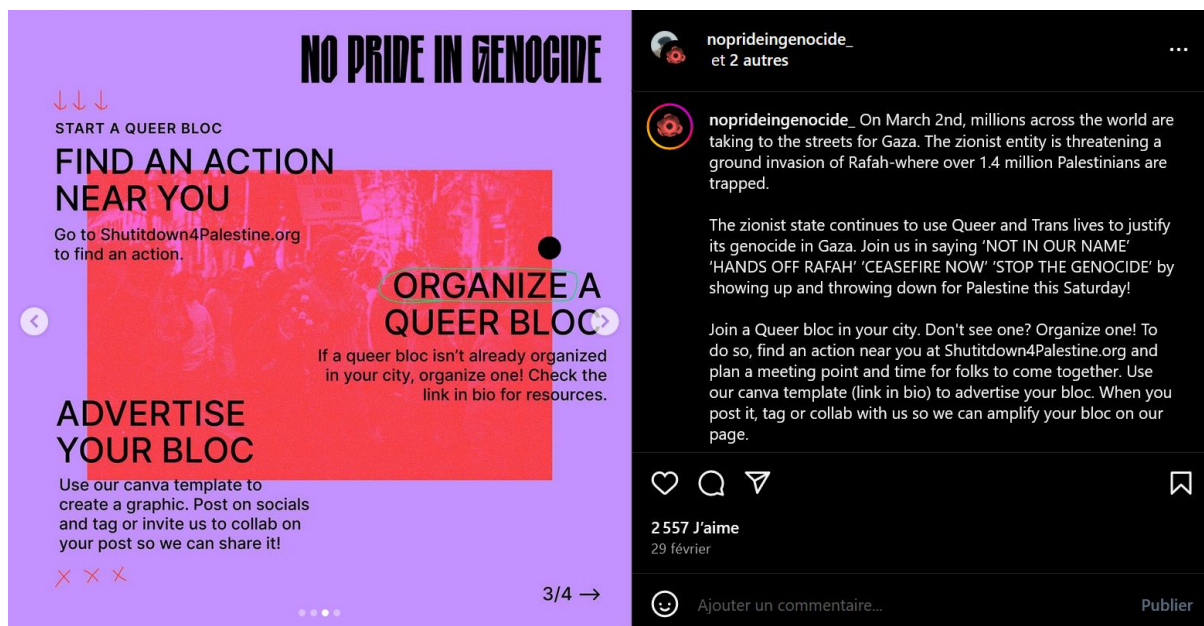 NO PRIDE IN GENOCIDE
START A QUEER BLOC
FIND AN ACTION
NEAR YOU
Go to Shutitdown4Palestine.org
to find an action.
ORGANIZE A
QUEER BLOC
If a queer bloc isn’t already organized
in your city, organize one! Check the
link in bio for resources.
ADVERTISE
YOUR BLOC
Use our canva template to
create a graphic. Post on socials
and tag or invite us to collab on
your post so we can share it!
3/4 →
noprideingenocide_
et 2 autres
noprideingenocide_ On March 2nd, millions across the world are
taking to the streets for Gaza. The zionist entity is threatening a
ground invasion of Rafah-where over 1.4 million Palestinians are
trapped.
The zionist state continues to use Queer and Trans lives to justify
its genocide in Gaza. Join us in saying ‘NOT IN OUR NAME’
‘HANDS OFF RAFAH’ ‘CEASEFIRE NOW’ ‘STOP THE GENOCIDE’ by
showing up and throwing down for Palestine this Saturday!
Join a Queer bloc in your city. Don't see one? Organize one! To
do so, find an action near you at Shutitdown4Palestine.org and
plan a meeting point and time for folks to come together. Use
our canva template (link in bio) to advertise your bloc. When you
post it, tag or collab with us so we can amplify your bloc on our
page.
2 557 J’aime
29 février
Ajouter un commentaire...
Publier